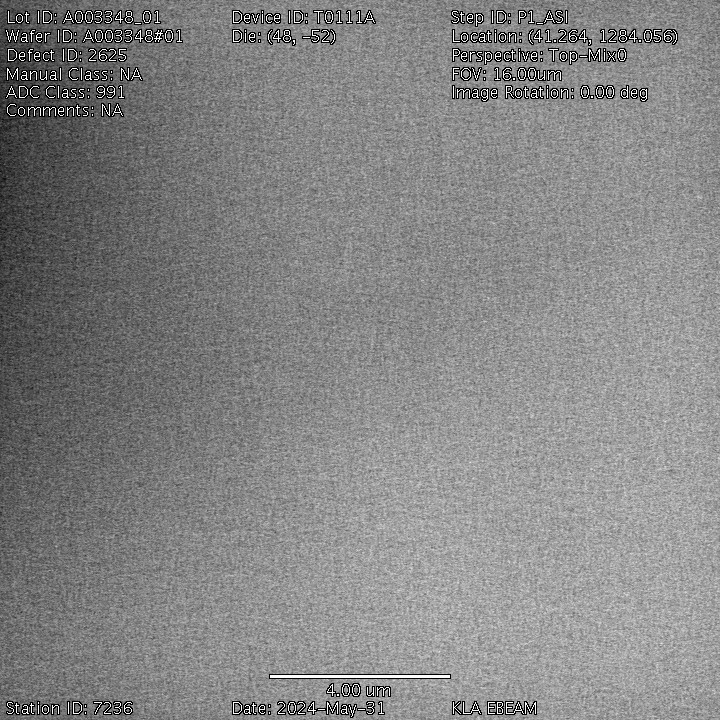 Lot ID: A003348_01 Device ID: T0111A Step ID: P1_ASI
Wafer ID: A003348#01 Die: (48, -52) Location: (41.264, 1284.056)
Defect ID: 2625 Perspective: Top-Mix0
Manual Class: NA FOV: 16.00um
ADC Class: 991 Image Rotation: 0.00 deg
Comments: NA
4.00 um
Station ID: 7236 Date: 2024-May-31 KLA EBEAM